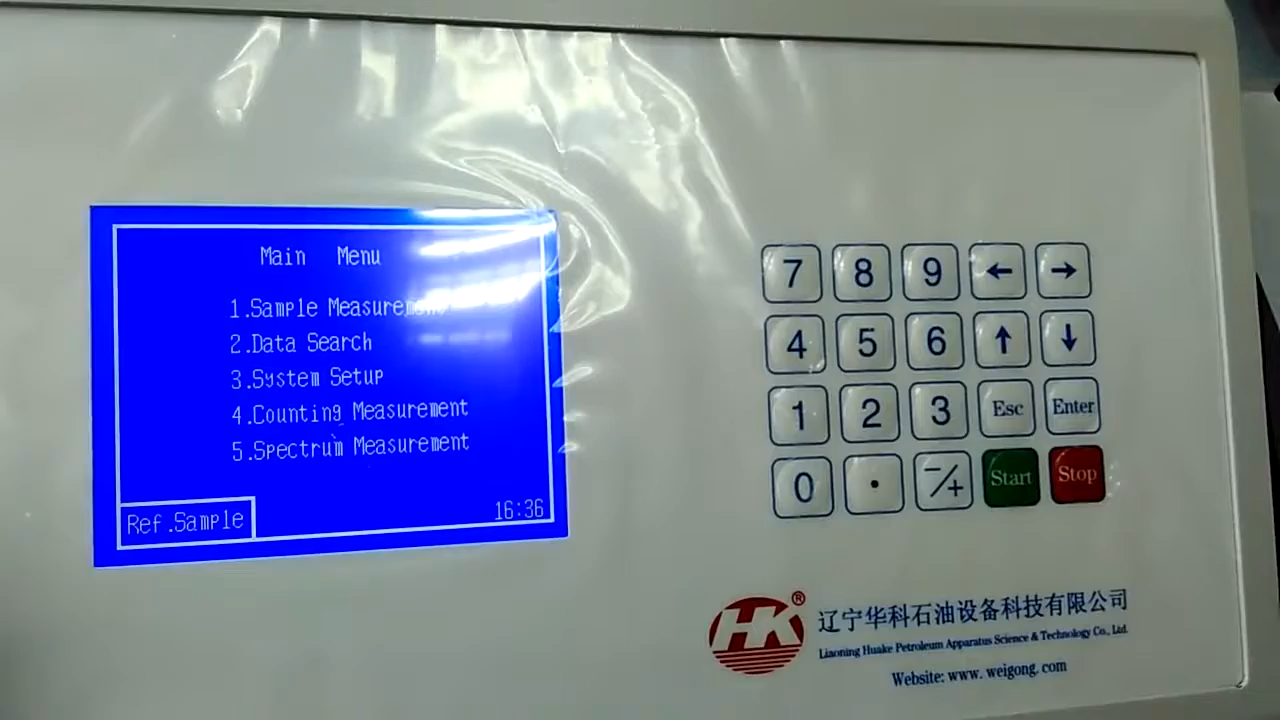 Main Menu
1.Sample Measurement
2.Data Search
3.System Setup
4.Counting Measurement
5.Spectrum Measurement
Ref.Sample
16:36
7 8 9 ← →
4 5 6 ↑ ↓
1 2 3 Esc Enter
0 . −/+ Start Stop
HK®
辽宁华科石油设备科技有限公司
Liaoning Huake Petroleum Apparatus Science & Technology Co., Ltd.
Website: www. weigong. com